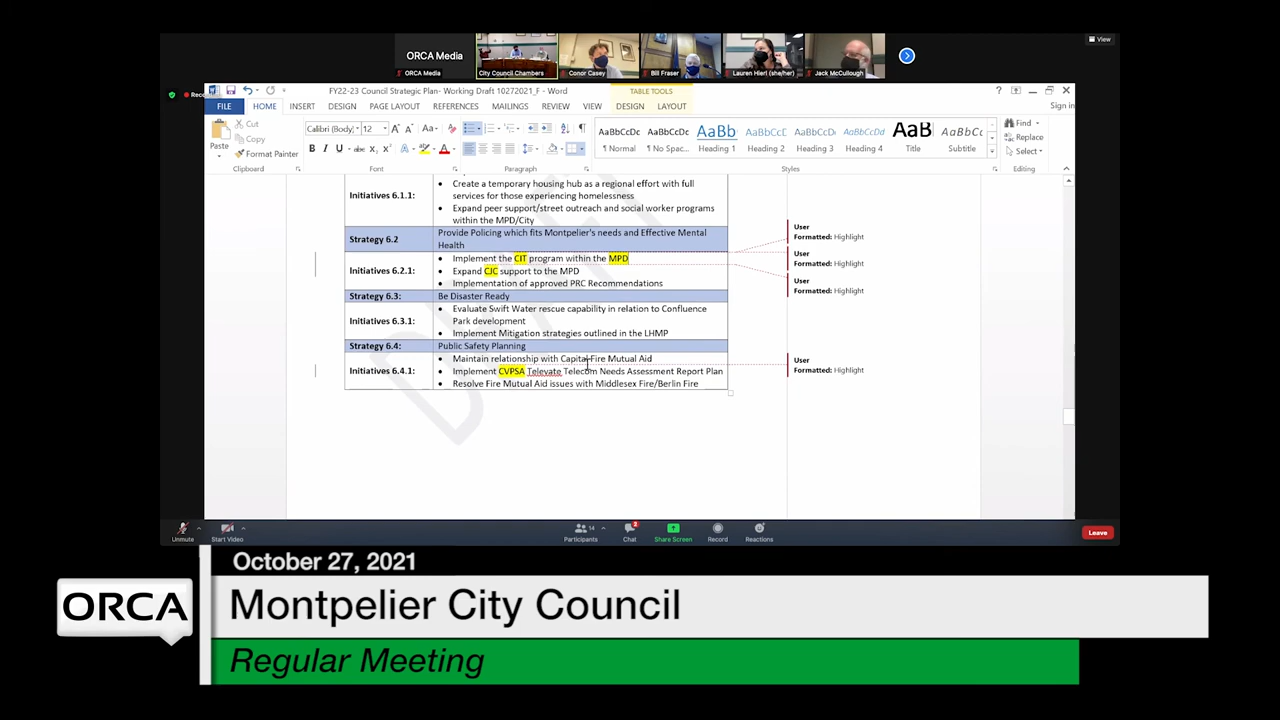 ORCA Media
View
ORCA Media
City Council Chambers
Conor Casey
Bill Fraser
Lauren Hierl (she/her)
Jack McCullough
FY22-23 Council Strategic Plan- Working Draft 10272021_F - Word
TABLE TOOLS
Sign in
FILE HOME INSERT DESIGN PAGE LAYOUT REFERENCES MAILINGS REVIEW VIEW DESIGN LAYOUT
Paste
Cut
Copy
Format Painter
Calibri (Body) 12
AaBbCcDc AaBbCcDc AaBb AaBbCcC AaBbCcD AaBbCcDd AaB AaBbCcC
¶ Normal ¶ No Spac... Heading 1 Heading 2 Heading 3 Heading 4 Title Subtitle
Find
Replace
Select
Clipboard Font Paragraph Styles Editing
Initiatives 6.1.1:
• Create a temporary housing hub as a regional effort with full
services for those experiencing homelessness
• Expand peer support/street outreach and social worker programs
within the MPD/City
Strategy 6.2
Provide Policing which fits Montpelier's needs and Effective Mental
Health
Initiatives 6.2.1:
• Implement the CIT program within the MPD
• Expand CJC support to the MPD
• Implementation of approved PRC Recommendations
Strategy 6.3: Be Disaster Ready
Initiatives 6.3.1:
• Evaluate Swift Water rescue capability in relation to Confluence
Park development
• Implement Mitigation strategies outlined in the LHMP
Strategy 6.4: Public Safety Planning
Initiatives 6.4.1:
• Maintain relationship with Capital Fire Mutual Aid
• Implement CVPSA Televate Telecom Needs Assessment Report Plan
• Resolve Fire Mutual Aid issues with Middlesex Fire/Berlin Fire
User
Formatted: Highlight
User
Formatted: Highlight
User
Formatted: Highlight
User
Formatted: Highlight
DRAFT
Unmute
Start Video
14
Participants
2
Chat
Share Screen
Record
Reactions
Leave
October 27, 2021
ORCA
Montpelier City Council
Regular Meeting